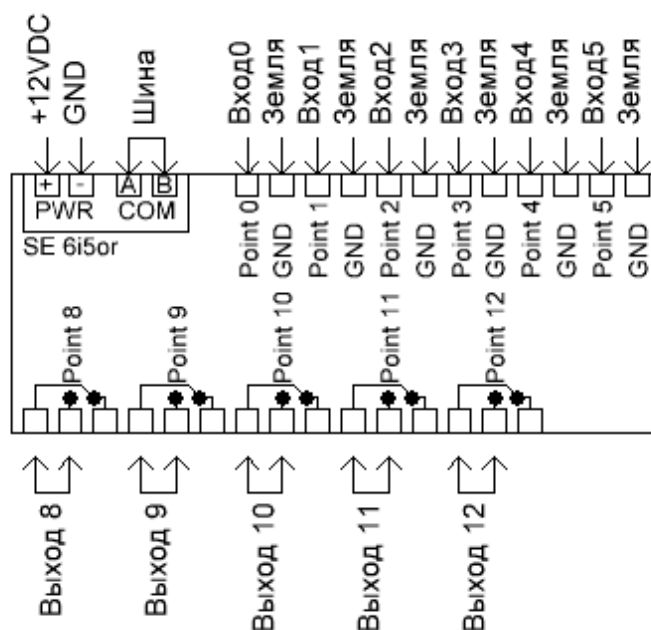 +12VDC
GND
Шина
Вход0
Земля
Вход1
Земля
Вход2
Земля
Вход3
Земля
Вход4
Земля
Вход5
Земля
+ - A B
PWR COM
SE 6i5or
Point 0
GND
Point 1
GND
Point 2
GND
Point 3
GND
Point 4
GND
Point 5
GND
Point 8
Point 9
Point 10
Point 11
Point 12
Выход 8
Выход 9
Выход 10
Выход 11
Выход 12